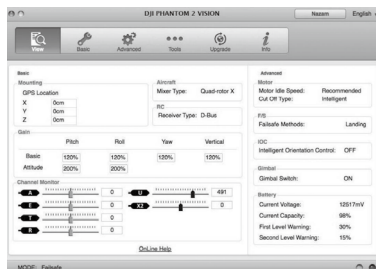 DJI PHANTOM 2 VISION
Nazam
English
View
Basic
Advanced
Tools
Upgrade
Info
Basic
Mounting
GPS Location
X 0cm
Y 0cm
Z 0cm
Aircraft
Mixer Type: Quad-rotor X
RC
Receiver Type: D-Bus
Gain
Pitch Roll Yaw Vertical
Basic 120% 120% 120% 120%
Attitude 200% 200%
Channel Monitor
A 0 U 491
E 0 X2 0
T 0
R 0
OnLine Help
Advanced
Motor
Motor Idle Speed: Recommended
Cut Off Type: Intelligent
F/S
Failsafe Methods: Landing
IOC
Intelligent Orientation Control: OFF
Gimbal
Gimbal Switch: ON
Battery
Current Voltage: 12517mV
Current Capacity: 98%
First Level Warning: 30%
Second Level Warning: 15%
MODE: Failsafe